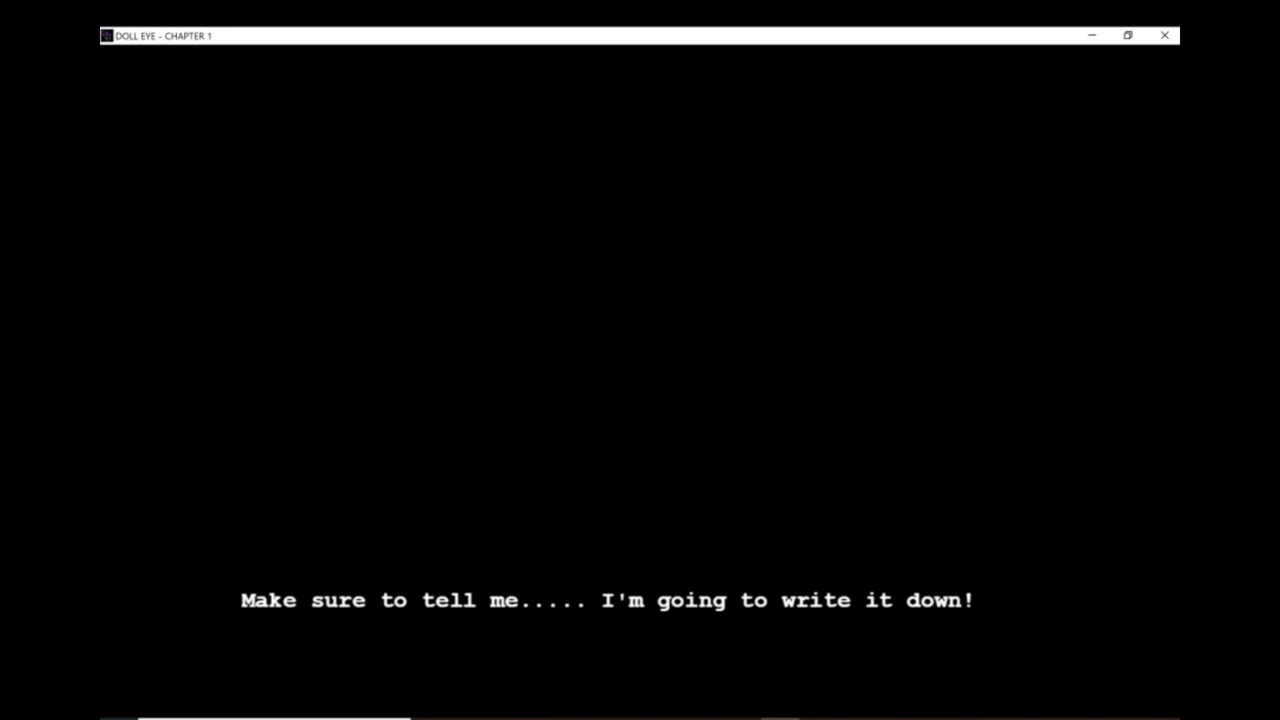 DOLL EYE - CHAPTER 1
Make sure to tell me..... I'm going to write it down!